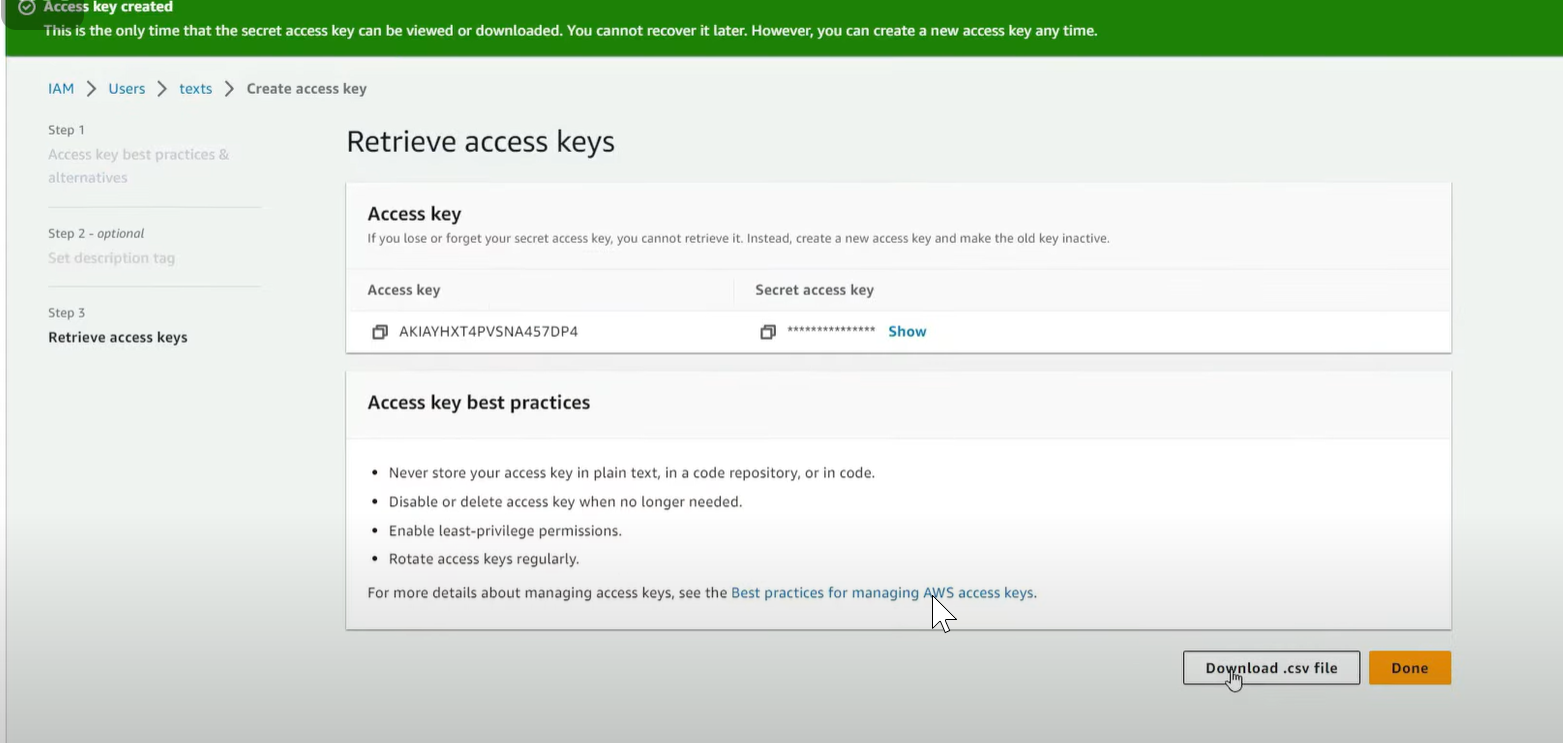 Access key created
This is the only time that the secret access key can be viewed or downloaded. You cannot recover it later. However, you can create a new access key any time.
IAM > Users > texts > Create access key
Step 1
Access key best practices &
alternatives
Step 2 - optional
Set description tag
Step 3
Retrieve access keys
Retrieve access keys
Access key
If you lose or forget your secret access key, you cannot retrieve it. Instead, create a new access key and make the old key inactive.
Access key Secret access key
AKIAYHXT4PVSNA457DP4 *************** Show
Access key best practices
• Never store your access key in plain text, in a code repository, or in code.
• Disable or delete access key when no longer needed.
• Enable least-privilege permissions.
• Rotate access keys regularly.
For more details about managing access keys, see the Best practices for managing AWS access keys.
Download .csv file Done